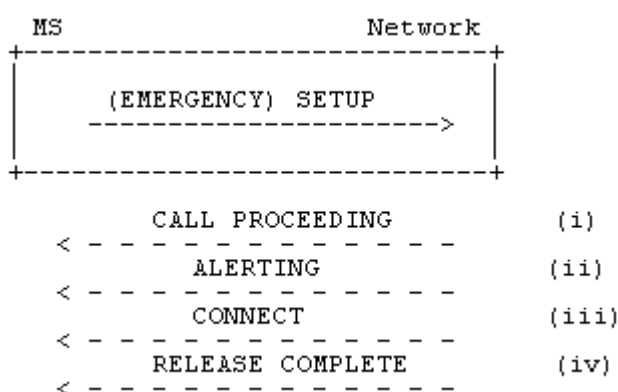 MS Network
(EMERGENCY) SETUP
CALL PROCEEDING (i)
ALERTING (ii)
CONNECT (iii)
RELEASE COMPLETE (iv)